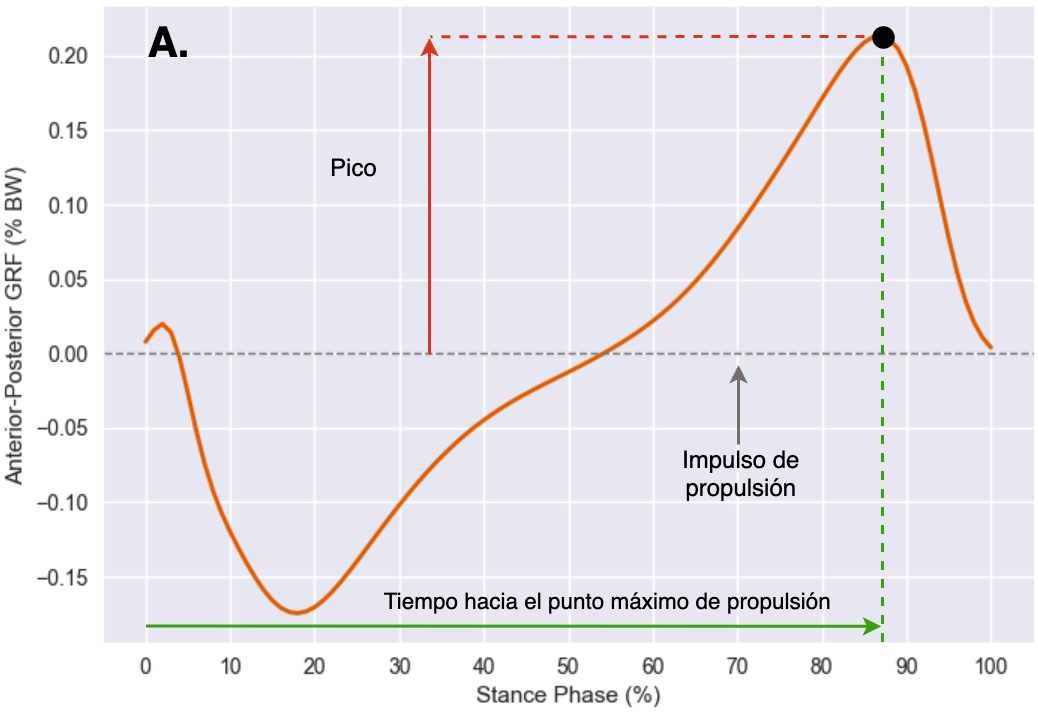 A.
0.20
0.15
0.10
0.05
0.00
−0.05
−0.10
−0.15
Anterior-Posterior GRF (% BW)
Pico
Impulso de
propulsión
Tiempo hacia el punto máximo de propulsión
0 10 20 30 40 50 60 70 80 90 100
Stance Phase (%)